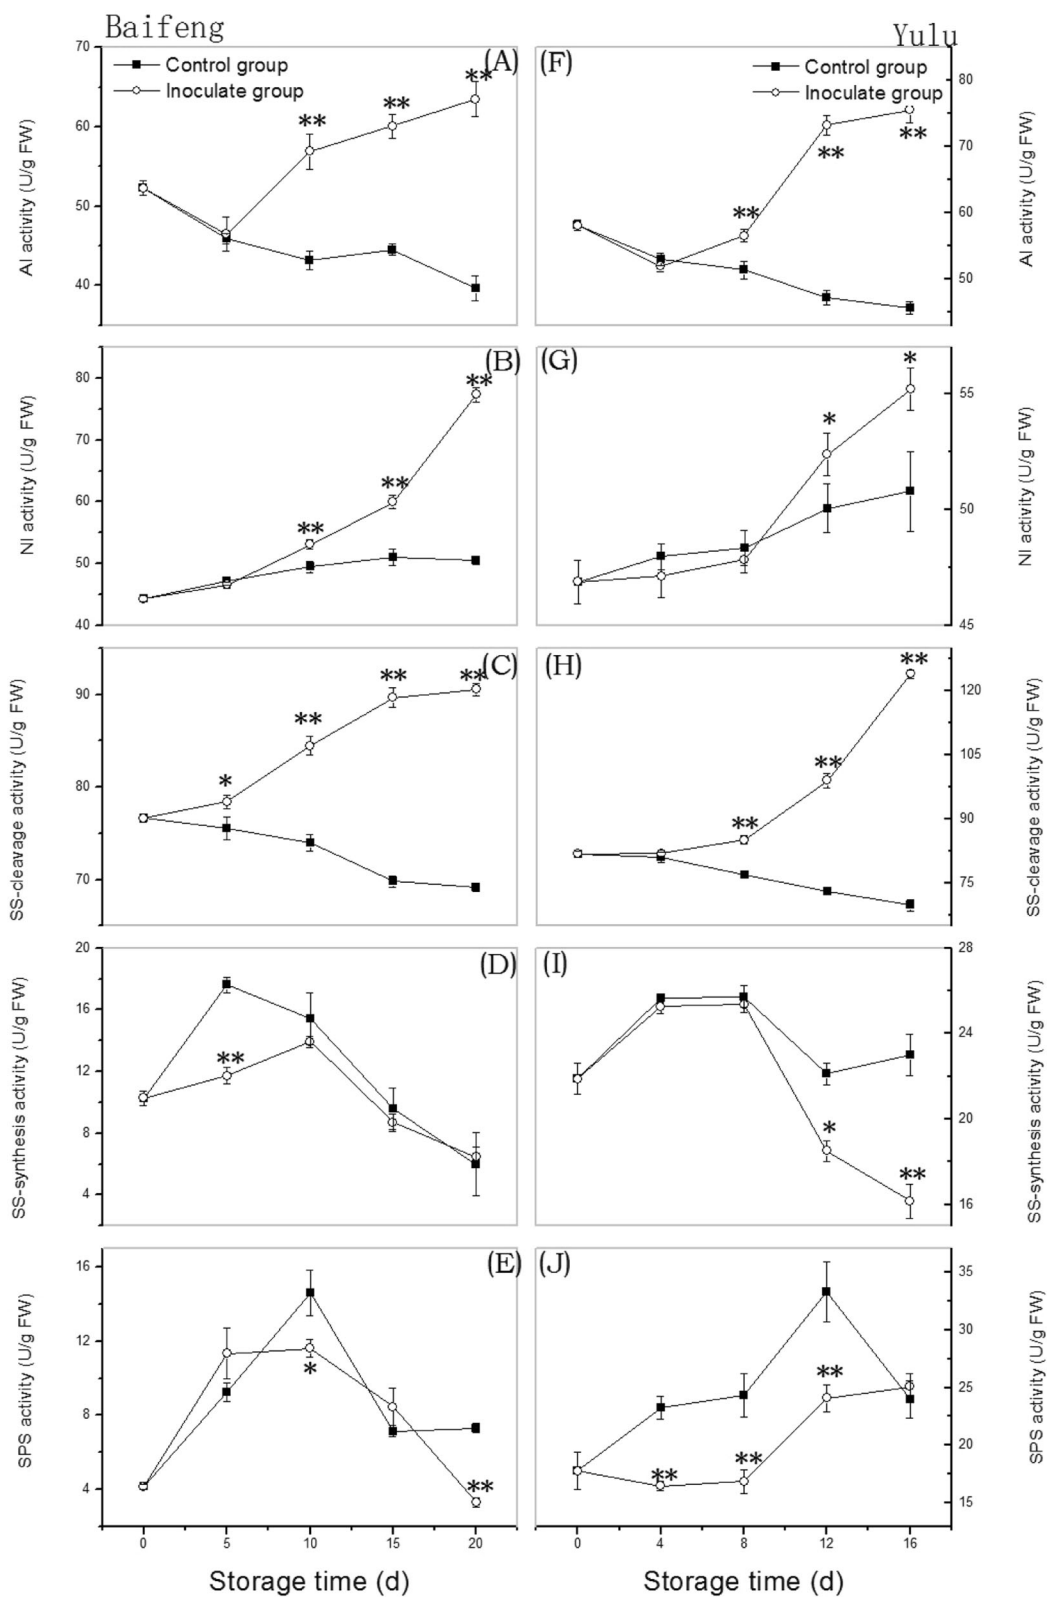 Baifeng
Yulu
Control group
Inoculate group
(A)
**
**
**
AI activity (U/g FW)
70
60
50
40
(F)
Control group
Inoculate group
**
**
**
80
70
60
50
AI activity (U/g FW)
(B)
**
**
**
NI activity (U/g FW)
80
70
60
50
40
(G)
*
*
55
50
45
NI activity (U/g FW)
(C)
*
**
**
**
SS-cleavage activity (U/g FW)
90
80
70
(H)
**
**
**
120
105
90
75
SS-cleavage activity (U/g FW)
(D)
**
SS-synthesis activity (U/g FW)
20
16
12
8
4
(I)
*
**
28
24
20
16
SS-synthesis activity (U/g FW)
(E)
*
**
SPS activity (U/g FW)
16
12
8
4
(J)
**
**
**
35
30
25
20
15
SPS activity (U/g FW)
0 5 10 15 20
0 4 8 12 16
Storage time (d)
Storage time (d)